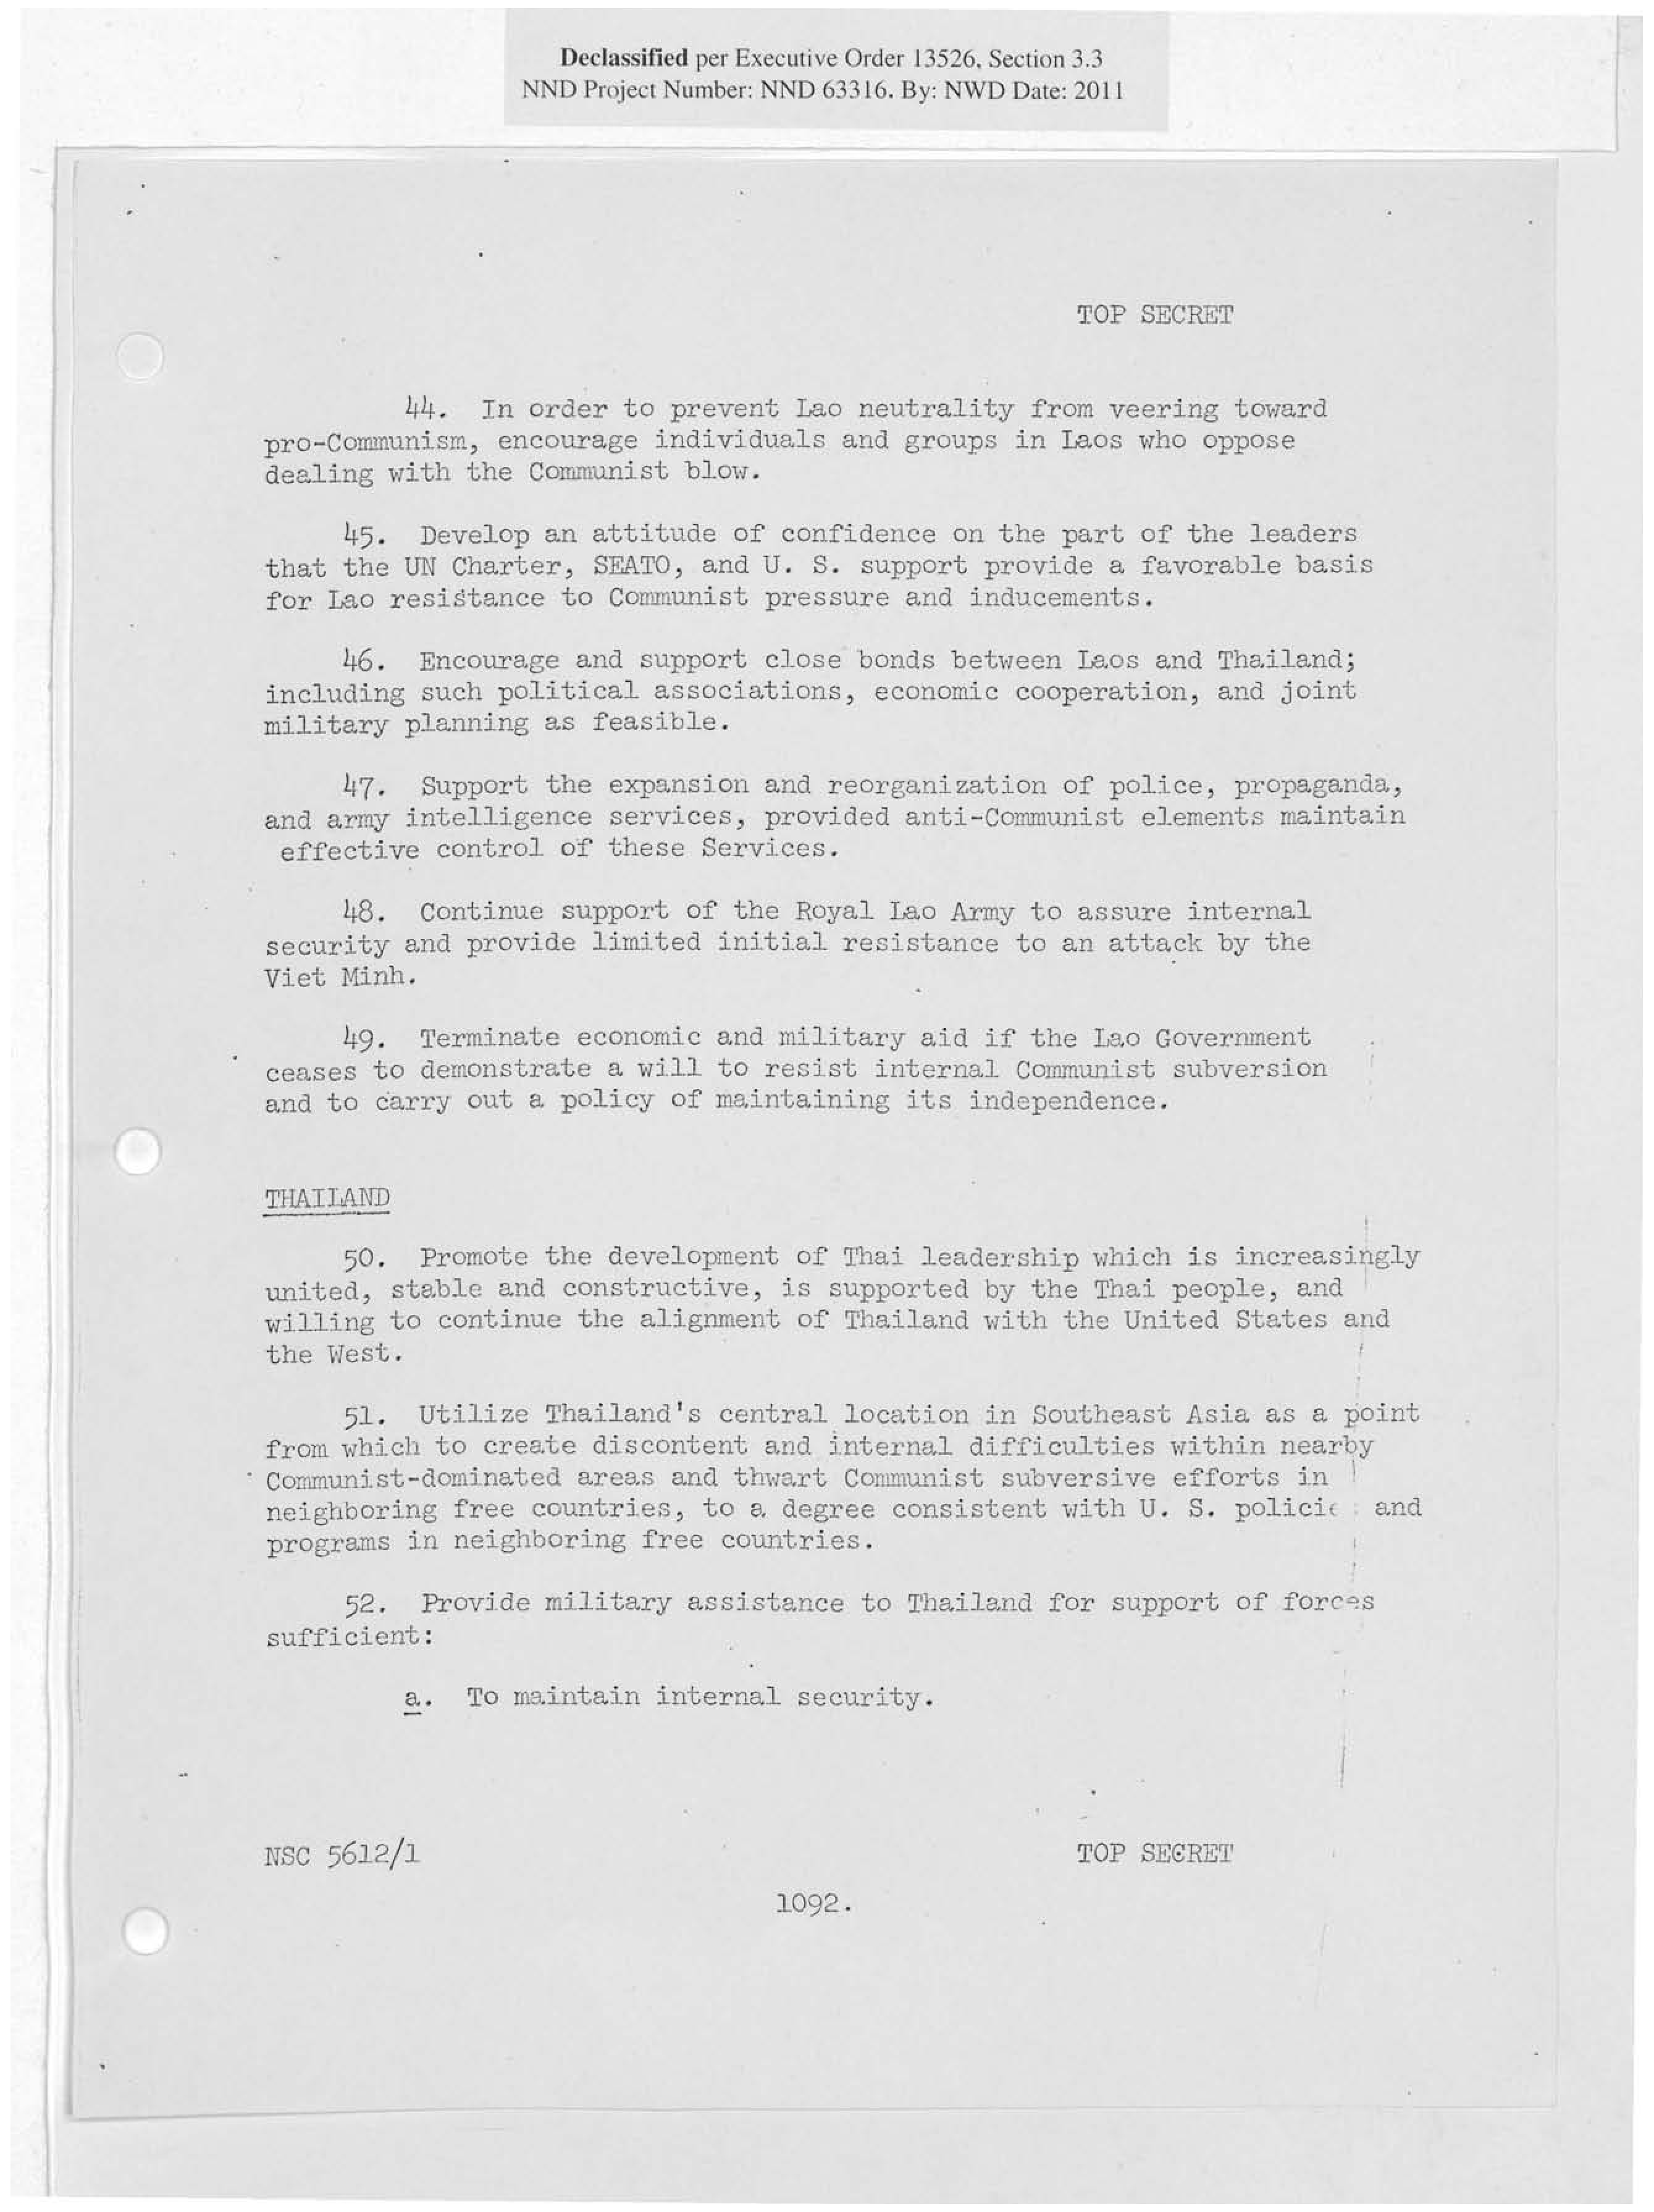 Declassified per Executive Order 13526, Section 3.3
NND Project Number: NND 63316. By: NWD Date: 2011
TOP SECRET
44. In order to prevent Lao neutrality from veering toward
pro-Communism, encourage individuals and groups in Laos who oppose
dealing with the Communist blow.
45. Develop an attitude of confidence on the part of the leaders
that the UN Charter, SEATO, and U. S. support provide a favorable basis
for Lao resistance to Communist pressure and inducements.
46. Encourage and support close bonds between Laos and Thailand;
including such political associations, economic cooperation, and joint
military planning as feasible.
47. Support the expansion and reorganization of police, propaganda,
and army intelligence services, provided anti-Communist elements maintain
effective control of these Services.
48. Continue support of the Royal Lao Army to assure internal
security and provide limited initial resistance to an attack by the
Viet Minh.
49. Terminate economic and military aid if the Lao Government
ceases to demonstrate a will to resist internal Communist subversion
and to carry out a policy of maintaining its independence.
THAILAND
50. Promote the development of Thai leadership which is increasingly
united, stable and constructive, is supported by the Thai people, and
willing to continue the alignment of Thailand with the United States and
the West.
51. Utilize Thailand's central location in Southeast Asia as a point
from which to create discontent and internal difficulties within nearby
Communist-dominated areas and thwart Communist subversive efforts in
neighboring free countries, to a degree consistent with U. S. policies and
programs in neighboring free countries.
52. Provide military assistance to Thailand for support of forces
sufficient:
a. To maintain internal security.
NSC 5612/1
TOP SECRET
1092.